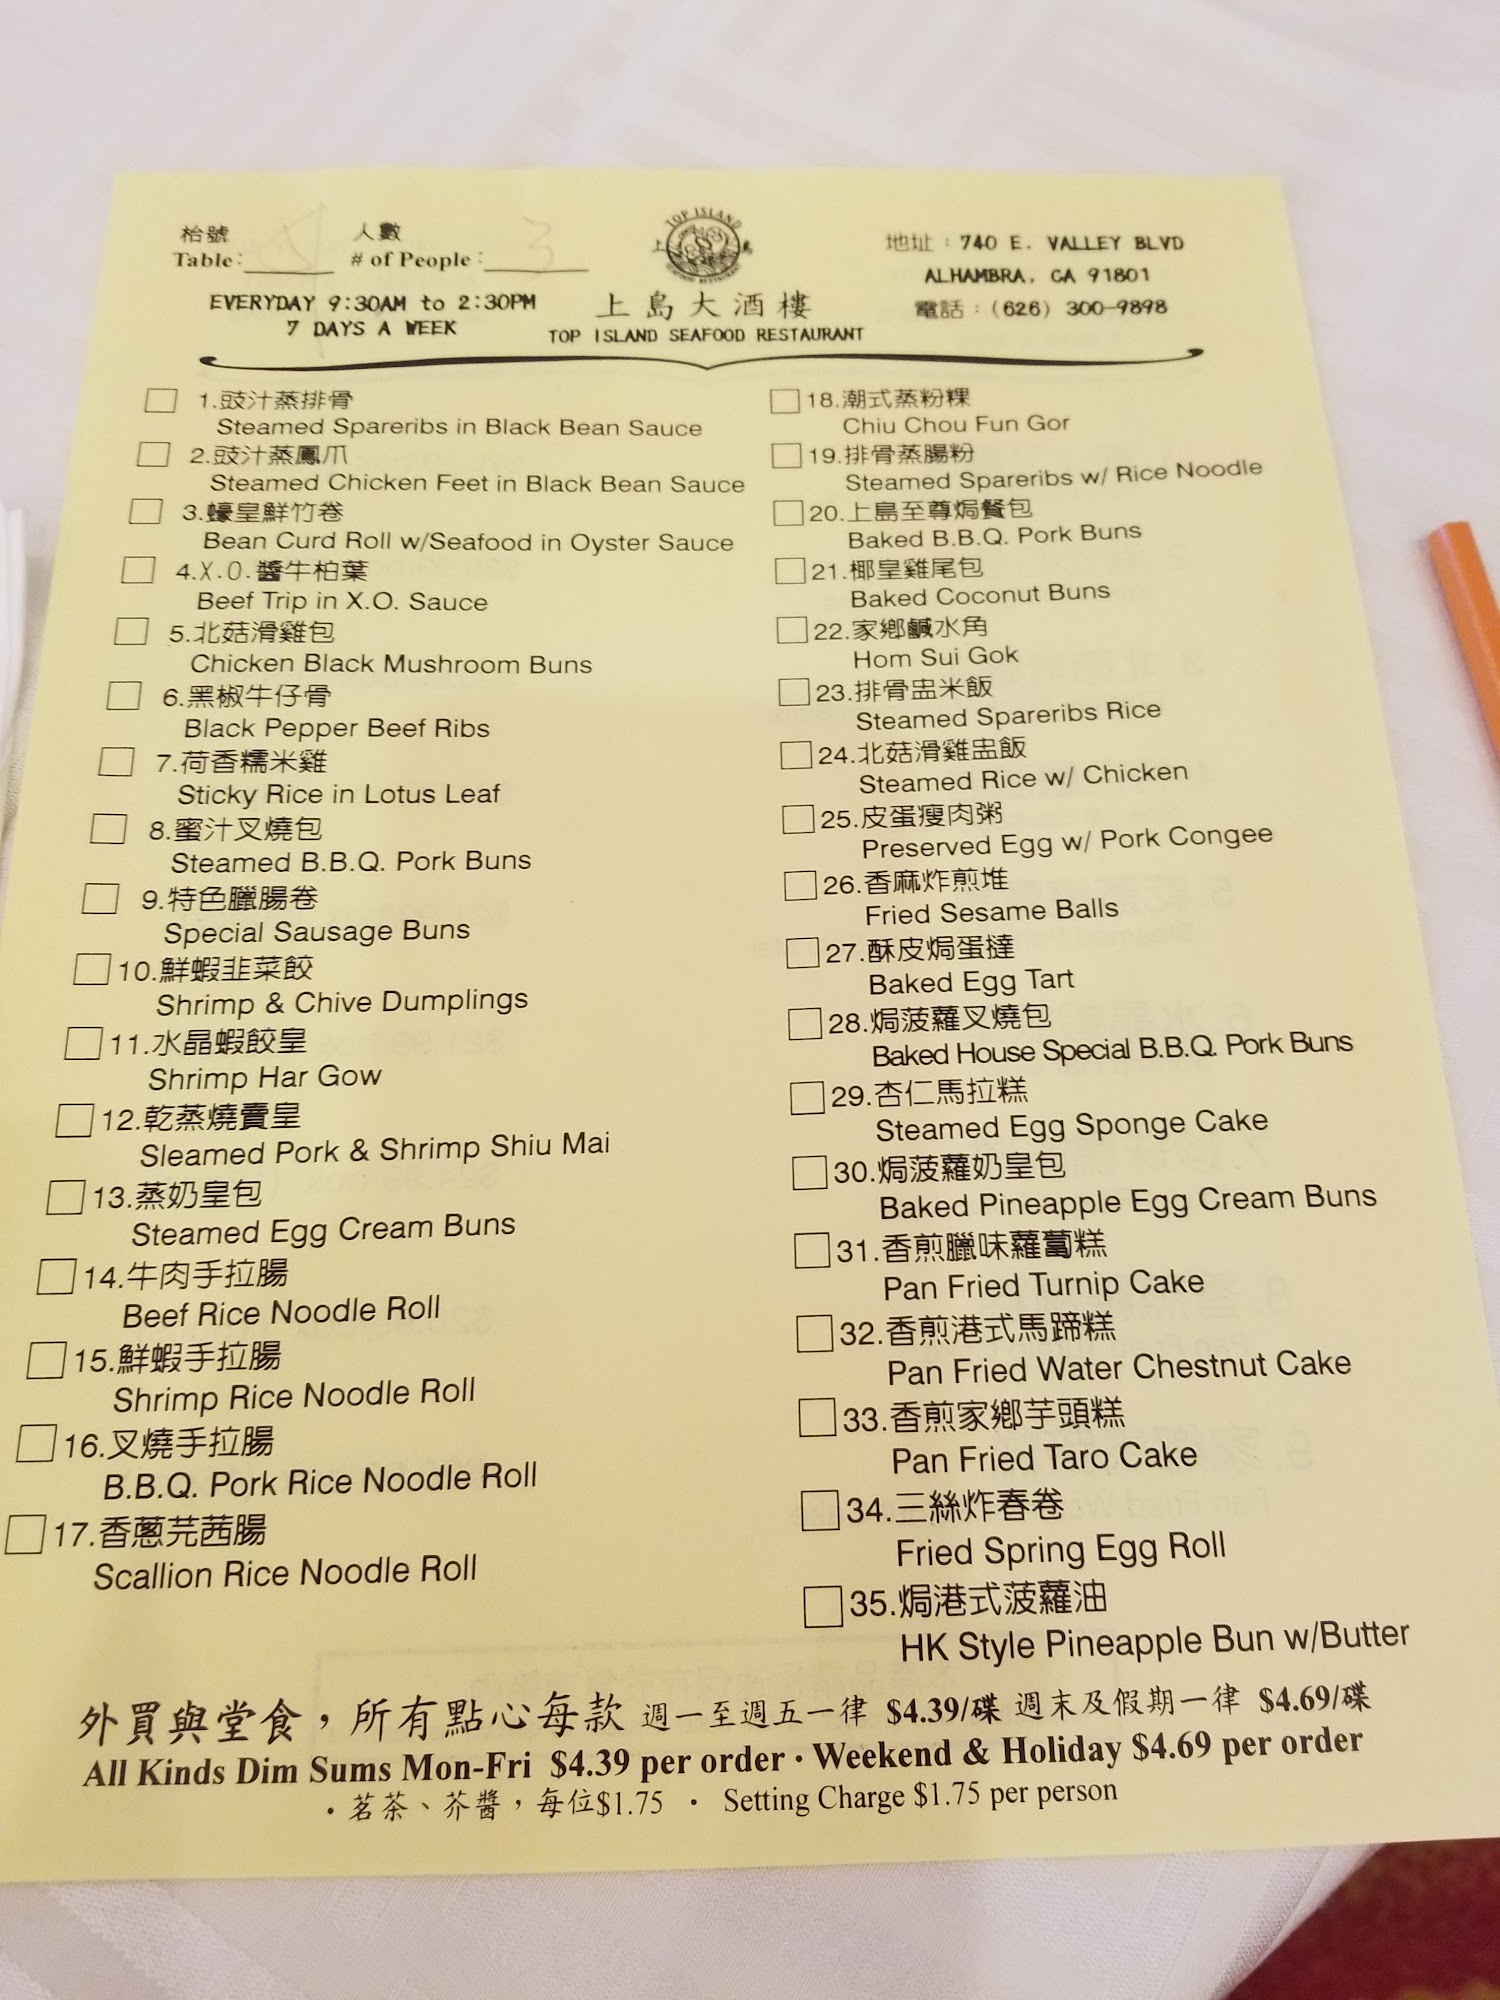 枱號
Table:
人數
# of People: 3
EVERYDAY 9:30AM to 2:30PM
7 DAYS A WEEK
TOP ISLAND
上島
SEAFOOD RESTAURANT
上島大酒樓
TOP ISLAND SEAFOOD RESTAURANT
地址：740 E. VALLEY BLVD
ALHAMBRA, CA 91801
電話：(626) 300-9898
1.豉汁蒸排骨
Steamed Spareribs in Black Bean Sauce
2.豉汁蒸鳳爪
Steamed Chicken Feet in Black Bean Sauce
3.蠔皇鮮竹卷
Bean Curd Roll w/Seafood in Oyster Sauce
4.X.O.醬牛柏葉
Beef Trip in X.O. Sauce
5.北菇滑雞包
Chicken Black Mushroom Buns
6.黑椒牛仔骨
Black Pepper Beef Ribs
7.荷香糯米雞
Sticky Rice in Lotus Leaf
8.蜜汁叉燒包
Steamed B.B.Q. Pork Buns
9.特色臘腸卷
Special Sausage Buns
10.鮮蝦韭菜餃
Shrimp & Chive Dumplings
11.水晶蝦餃皇
Shrimp Har Gow
12.乾蒸燒賣皇
Sleamed Pork & Shrimp Shiu Mai
13.蒸奶皇包
Steamed Egg Cream Buns
14.牛肉手拉腸
Beef Rice Noodle Roll
15.鮮蝦手拉腸
Shrimp Rice Noodle Roll
16.叉燒手拉腸
B.B.Q. Pork Rice Noodle Roll
17.香蔥芫茜腸
Scallion Rice Noodle Roll
18.潮式蒸粉粿
Chiu Chou Fun Gor
19.排骨蒸腸粉
Steamed Spareribs w/ Rice Noodle
20.上島至尊焗餐包
Baked B.B.Q. Pork Buns
21.椰皇雞尾包
Baked Coconut Buns
22.家鄉鹹水角
Hom Sui Gok
23.排骨盅米飯
Steamed Spareribs Rice
24.北菇滑雞盅飯
Steamed Rice w/ Chicken
25.皮蛋瘦肉粥
Preserved Egg w/ Pork Congee
26.香麻炸煎堆
Fried Sesame Balls
27.酥皮焗蛋撻
Baked Egg Tart
28.焗菠蘿叉燒包
Baked House Special B.B.Q. Pork Buns
29.杏仁馬拉糕
Steamed Egg Sponge Cake
30.焗菠蘿奶皇包
Baked Pineapple Egg Cream Buns
31.香煎臘味蘿蔔糕
Pan Fried Turnip Cake
32.香煎港式馬蹄糕
Pan Fried Water Chestnut Cake
33.香煎家鄉芋頭糕
Pan Fried Taro Cake
34.三絲炸春卷
Fried Spring Egg Roll
35.焗港式菠蘿油
HK Style Pineapple Bun w/Butter
外買與堂食，所有點心每款 週一至週五一律 $4.39/碟 週末及假期一律 $4.69/碟
All Kinds Dim Sums Mon-Fri $4.39 per order · Weekend & Holiday $4.69 per order
· 茗茶、芥醬，每位$1.75 · Setting Charge $1.75 per person